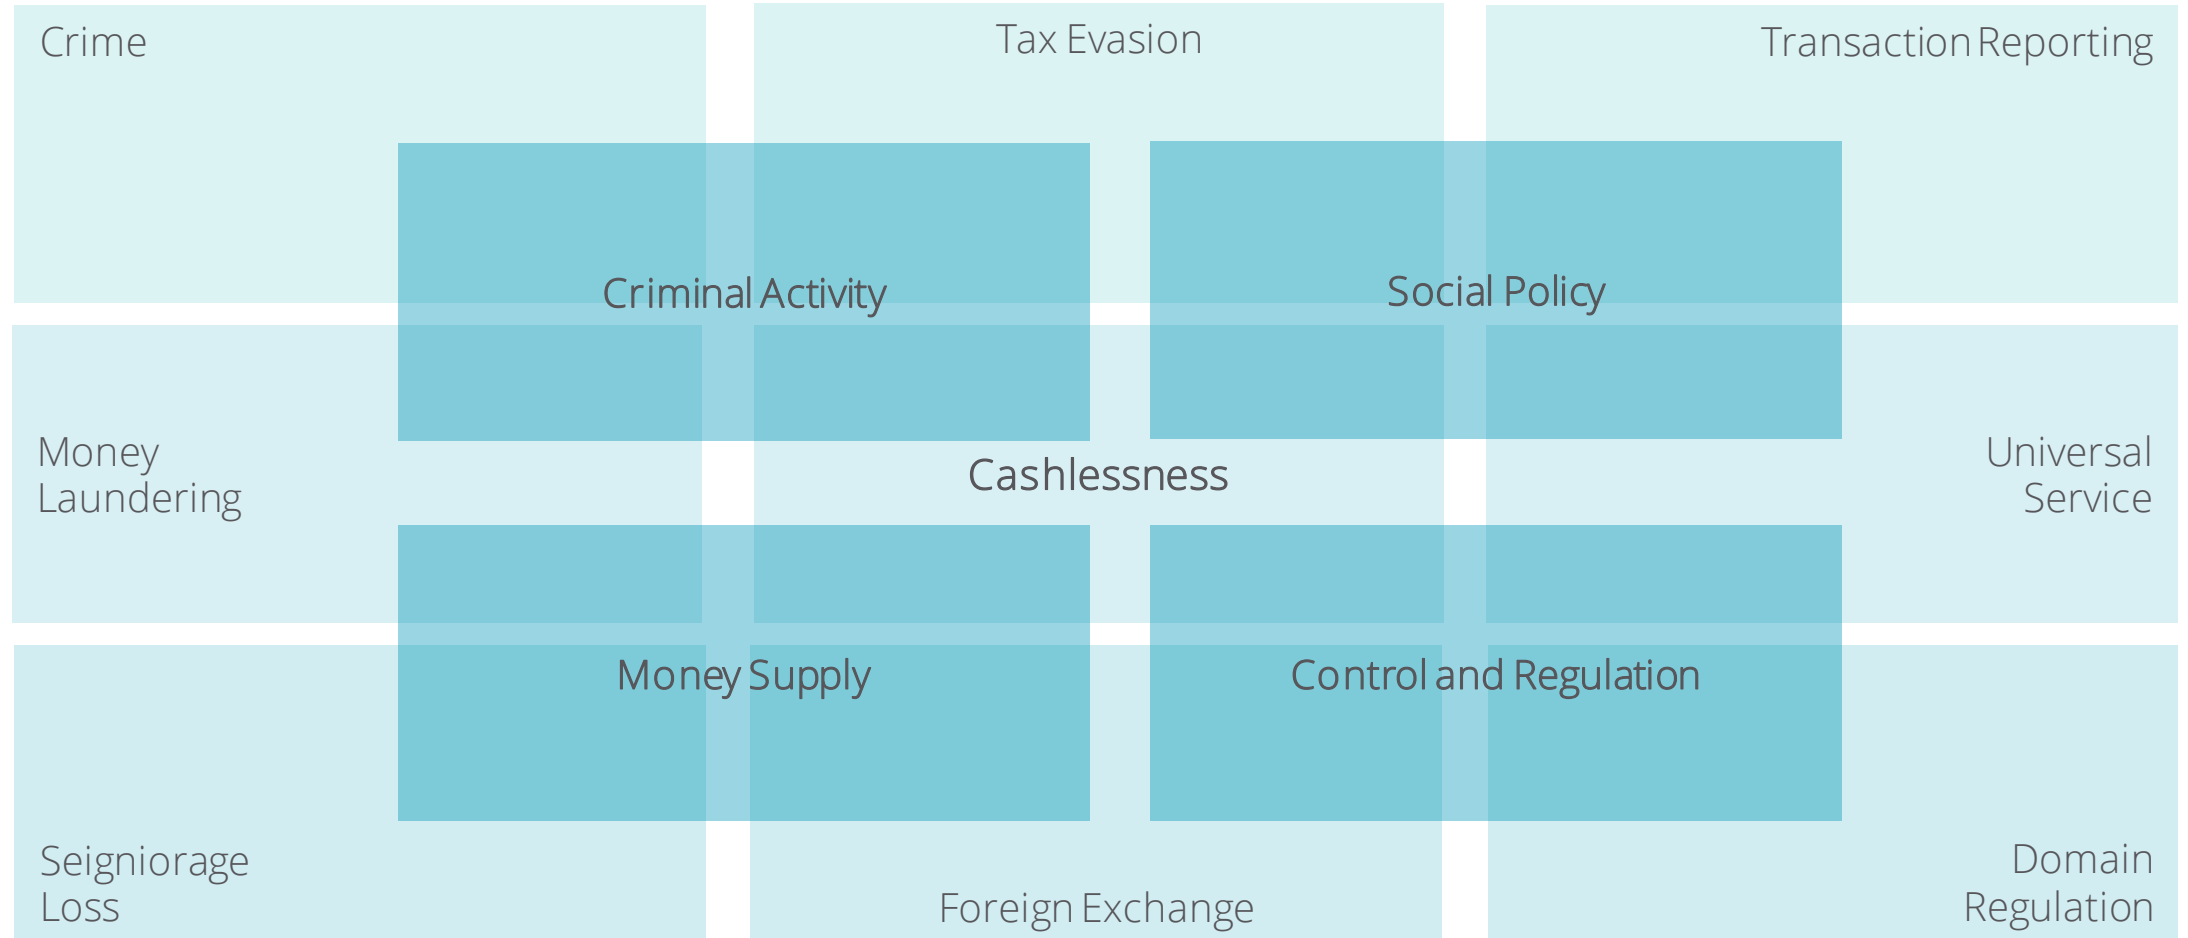 Crime
Tax Evasion
Transaction Reporting
Criminal Activity
Social Policy
Money
Laundering
Cashlessness
Universal
Service
Money Supply
Control and Regulation
Seigniorage
Loss
Foreign Exchange
Domain
Regulation